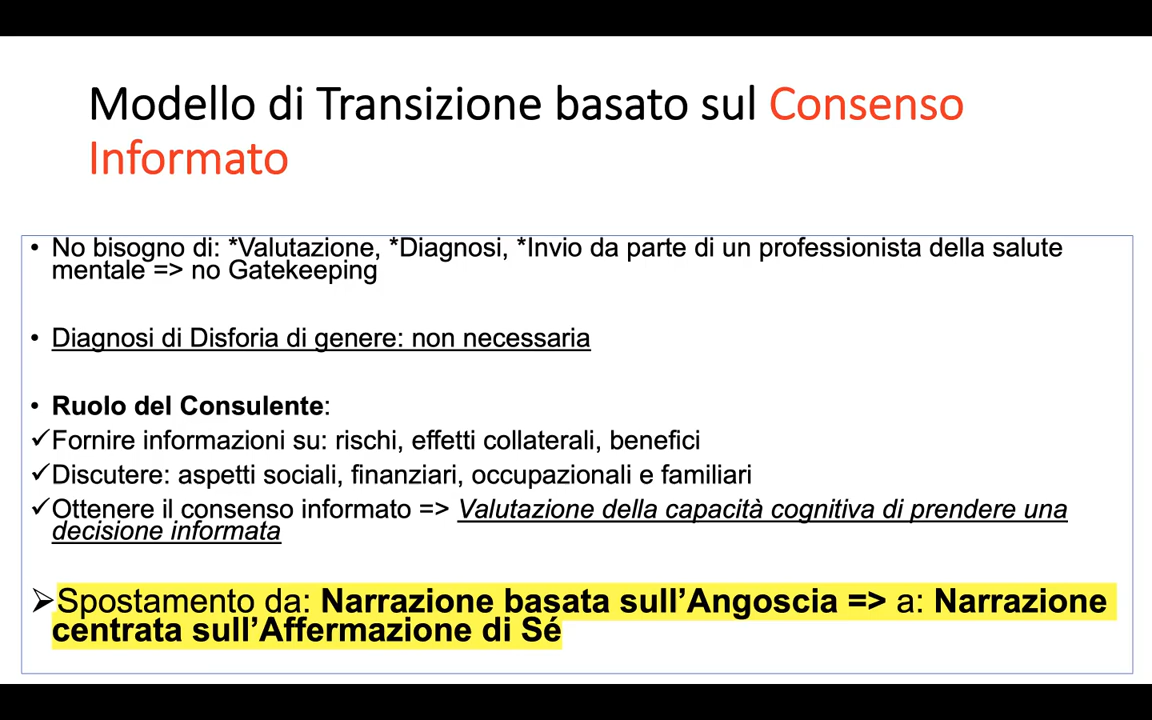 Modello di Transizione basato sul Consenso
Informato
• No bisogno di: *Valutazione, *Diagnosi, *Invio da parte di un professionista della salute
mentale => no Gatekeeping
• Diagnosi di Disforia di genere: non necessaria
• Ruolo del Consulente:
✓Fornire informazioni su: rischi, effetti collaterali, benefici
✓Discutere: aspetti sociali, finanziari, occupazionali e familiari
✓Ottenere il consenso informato => Valutazione della capacità cognitiva di prendere una
decisione informata
➢Spostamento da: Narrazione basata sull’Angoscia => a: Narrazione
centrata sull’Affermazione di Sé